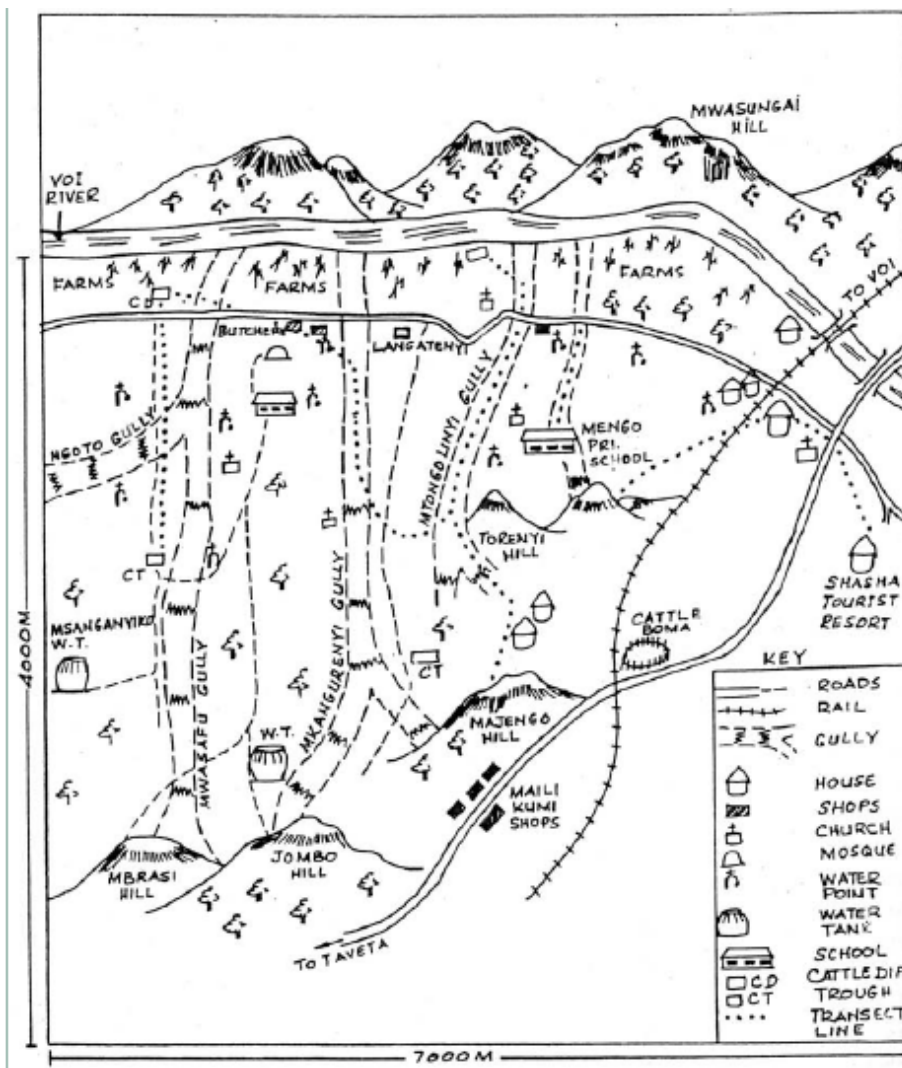 MWASUNGAI
HILL
VOI
RIVER
TO VOI
FARMS
FARMS
FARMS
CD
BUTCHERY
LANGATENYI
NGOTO GULLY
MTONGOLINYI GULLY
MENGO
PRI.
SCHOOL
TORENYI
HILL
CT
SHASHA
TOURIST
RESORT
MSANGANYIKO
W.T.
MWASAFU GULLY
MKANGURENYI GULLY
CATTLE
BOMA
CT
W.T.
MAJENGO
HILL
MAILI
KUMI
SHOPS
MBRASI
HILL
JOMBO
HILL
TO TAVETA
4000M
7000M
KEY
ROADS
RAIL
GULLY
HOUSE
SHOPS
CHURCH
MOSQUE
WATER
POINT
WATER
TANK
SCHOOL
CD CATTLE DIP
CT TROUGH
TRANSECT
LINE